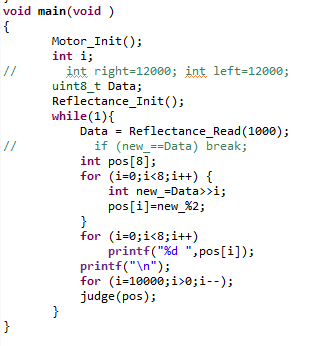 void main(void )
{
Motor_Init();
int i;
// int right=12000; int left=12000;
uint8_t Data;
Reflectance_Init();
while(1){
Data = Reflectance_Read(1000);
// if (new_==Data) break;
int pos[8];
for (i=0;i<8;i++) {
int new_=Data>>i;
pos[i]=new_%2;
}
for (i=0;i<8;i++)
printf("%d ",pos[i]);
printf("\n");
for (i=10000;i>0;i--);
judge(pos);
}
}